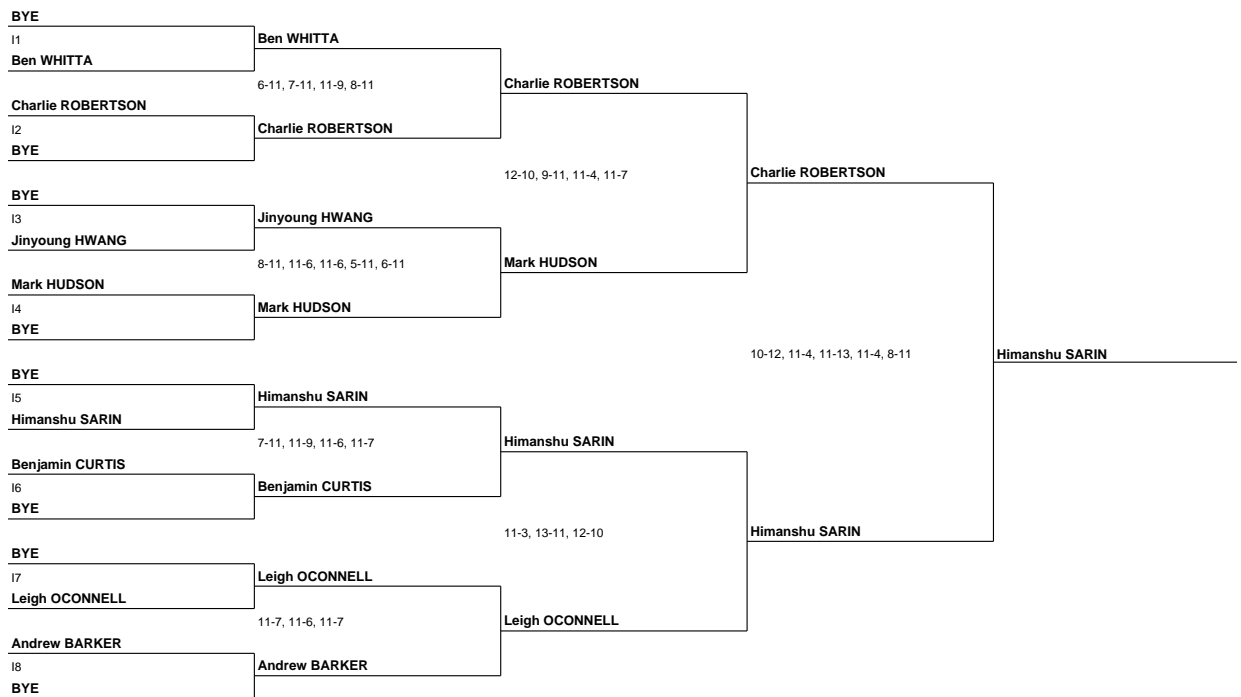 BYE
I1
Ben WHITTA
Charlie ROBERTSON
I2
BYE
BYE
I3
Jinyoung HWANG
Mark HUDSON
I4
BYE
BYE
I5
Himanshu SARIN
Benjamin CURTIS
I6
BYE
BYE
I7
Leigh OCONNELL
Andrew BARKER
I8
BYE
Ben WHITTA
6-11, 7-11, 11-9, 8-11
Charlie ROBERTSON
Jinyoung HWANG
8-11, 11-6, 11-6, 5-11, 6-11
Mark HUDSON
Himanshu SARIN
7-11, 11-9, 11-6, 11-7
Benjamin CURTIS
Leigh OCONNELL
11-7, 11-6, 11-7
Andrew BARKER
Charlie ROBERTSON
12-10, 9-11, 11-4, 11-7
Mark HUDSON
Himanshu SARIN
11-3, 13-11, 12-10
Leigh OCONNELL
Charlie ROBERTSON
10-12, 11-4, 11-13, 11-4, 8-11
Himanshu SARIN
Himanshu SARIN